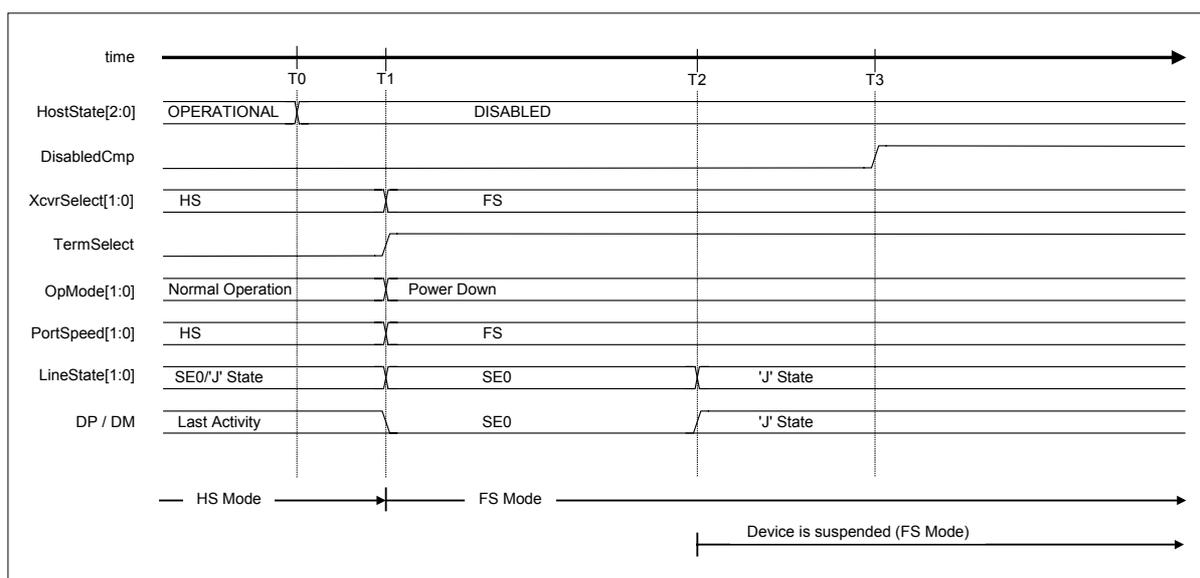 time
T0 T1 T2 T3
HostState[2:0] OPERATIONAL DISABLED
DisabledCmp
XcvrSelect[1:0] HS FS
TermSelect
OpMode[1:0] Normal Operation Power Down
PortSpeed[1:0] HS FS
LineState[1:0] SE0/'J' State SE0 'J' State
DP / DM Last Activity SE0 'J' State
HS Mode FS Mode
Device is suspended (FS Mode)